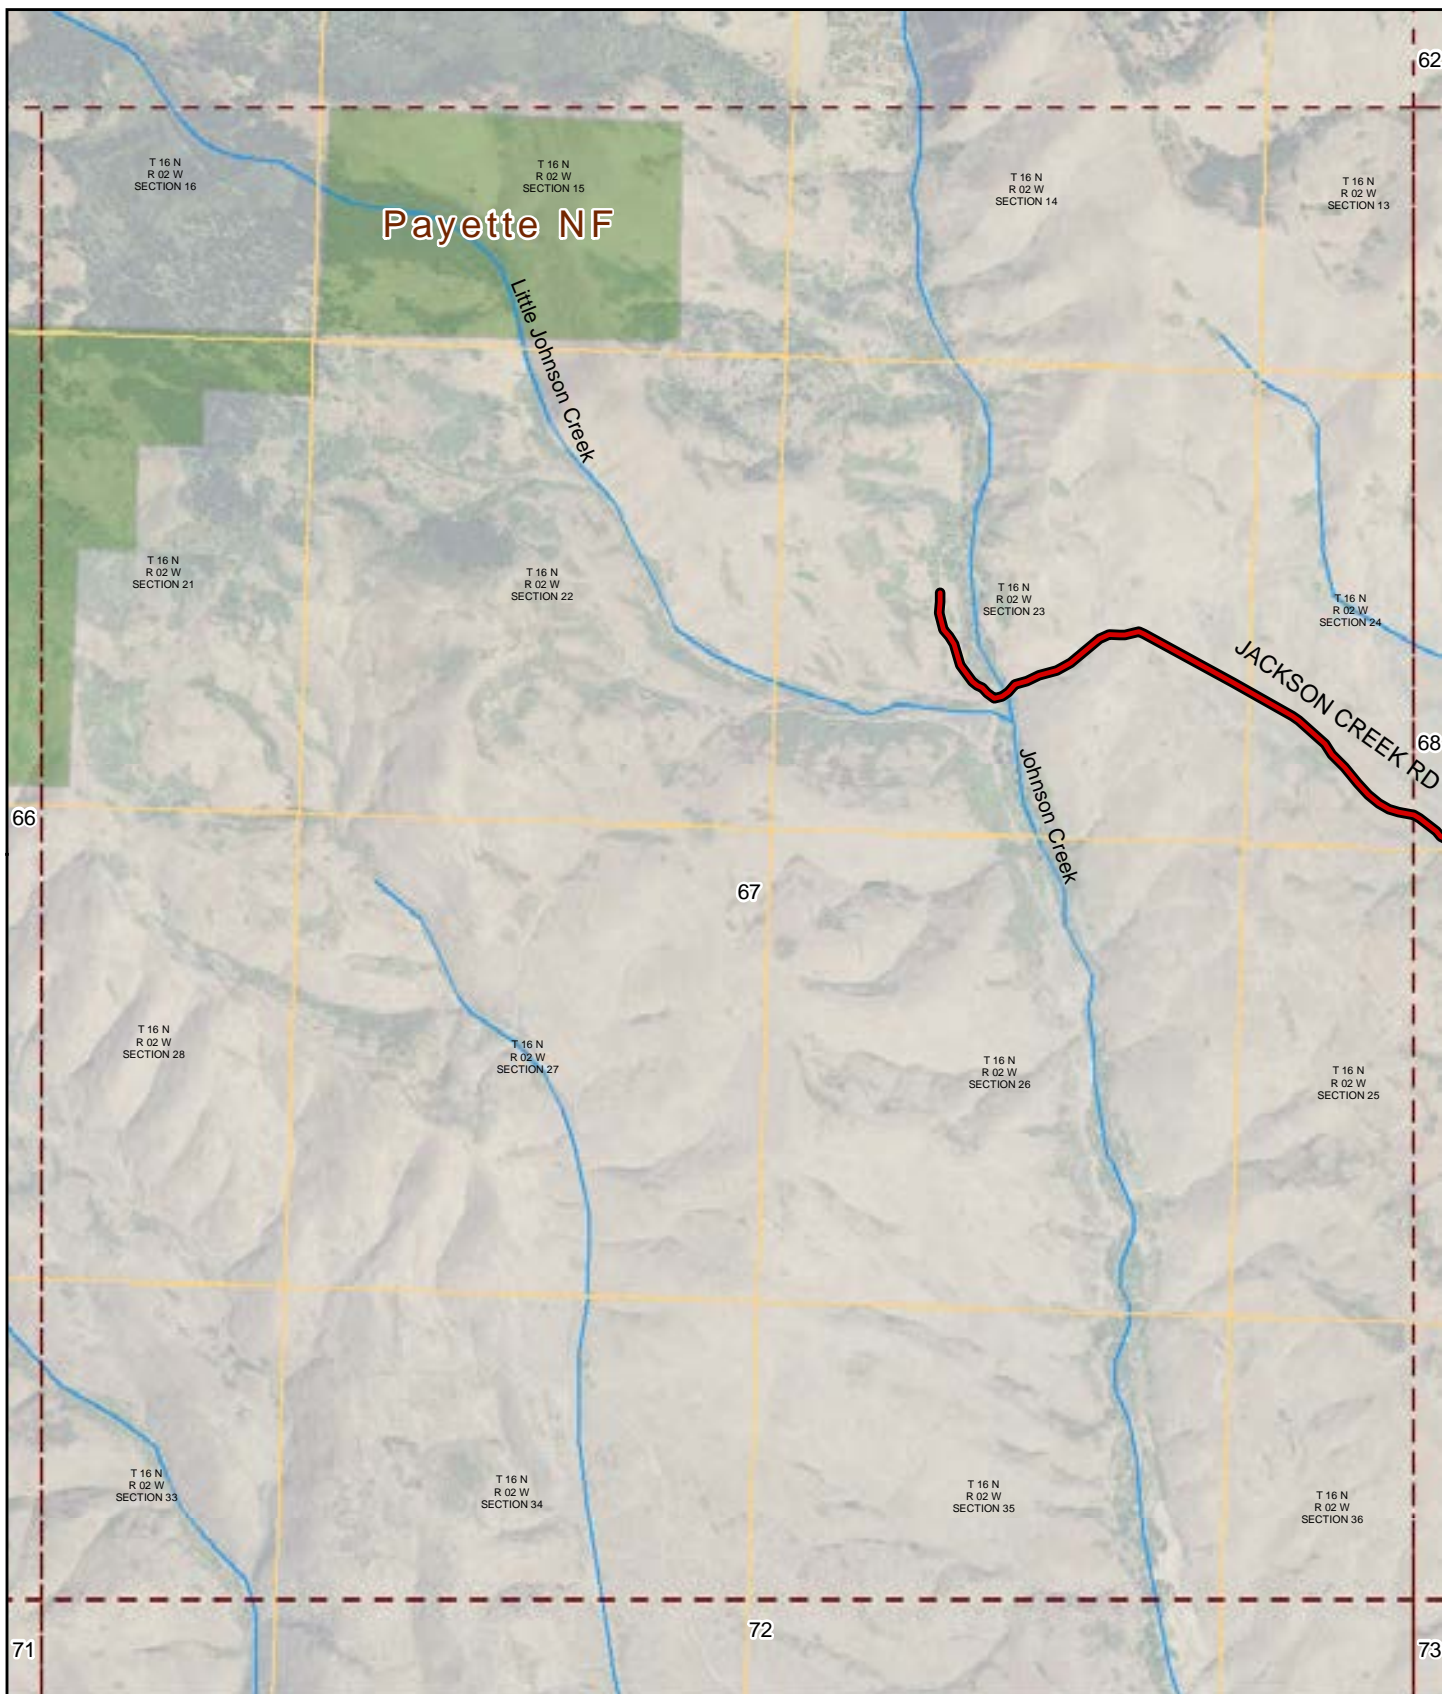 62
T 16 N
R 02 W
SECTION 16
T 16 N
R 02 W
SECTION 15
T 16 N
R 02 W
SECTION 14
T 16 N
R 02 W
SECTION 13
Payette NF
Little Johnson Creek
T 16 N
R 02 W
SECTION 21
T 16 N
R 02 W
SECTION 22
T 16 N
R 02 W
SECTION 23
T 16 N
R 02 W
SECTION 24
JACKSON CREEK RD
68
Johnson Creek
66
67
T 16 N
R 02 W
SECTION 28
T 16 N
R 02 W
SECTION 27
T 16 N
R 02 W
SECTION 26
T 16 N
R 02 W
SECTION 25
T 16 N
R 02 W
SECTION 33
T 16 N
R 02 W
SECTION 34
T 16 N
R 02 W
SECTION 35
T 16 N
R 02 W
SECTION 36
71
72
73